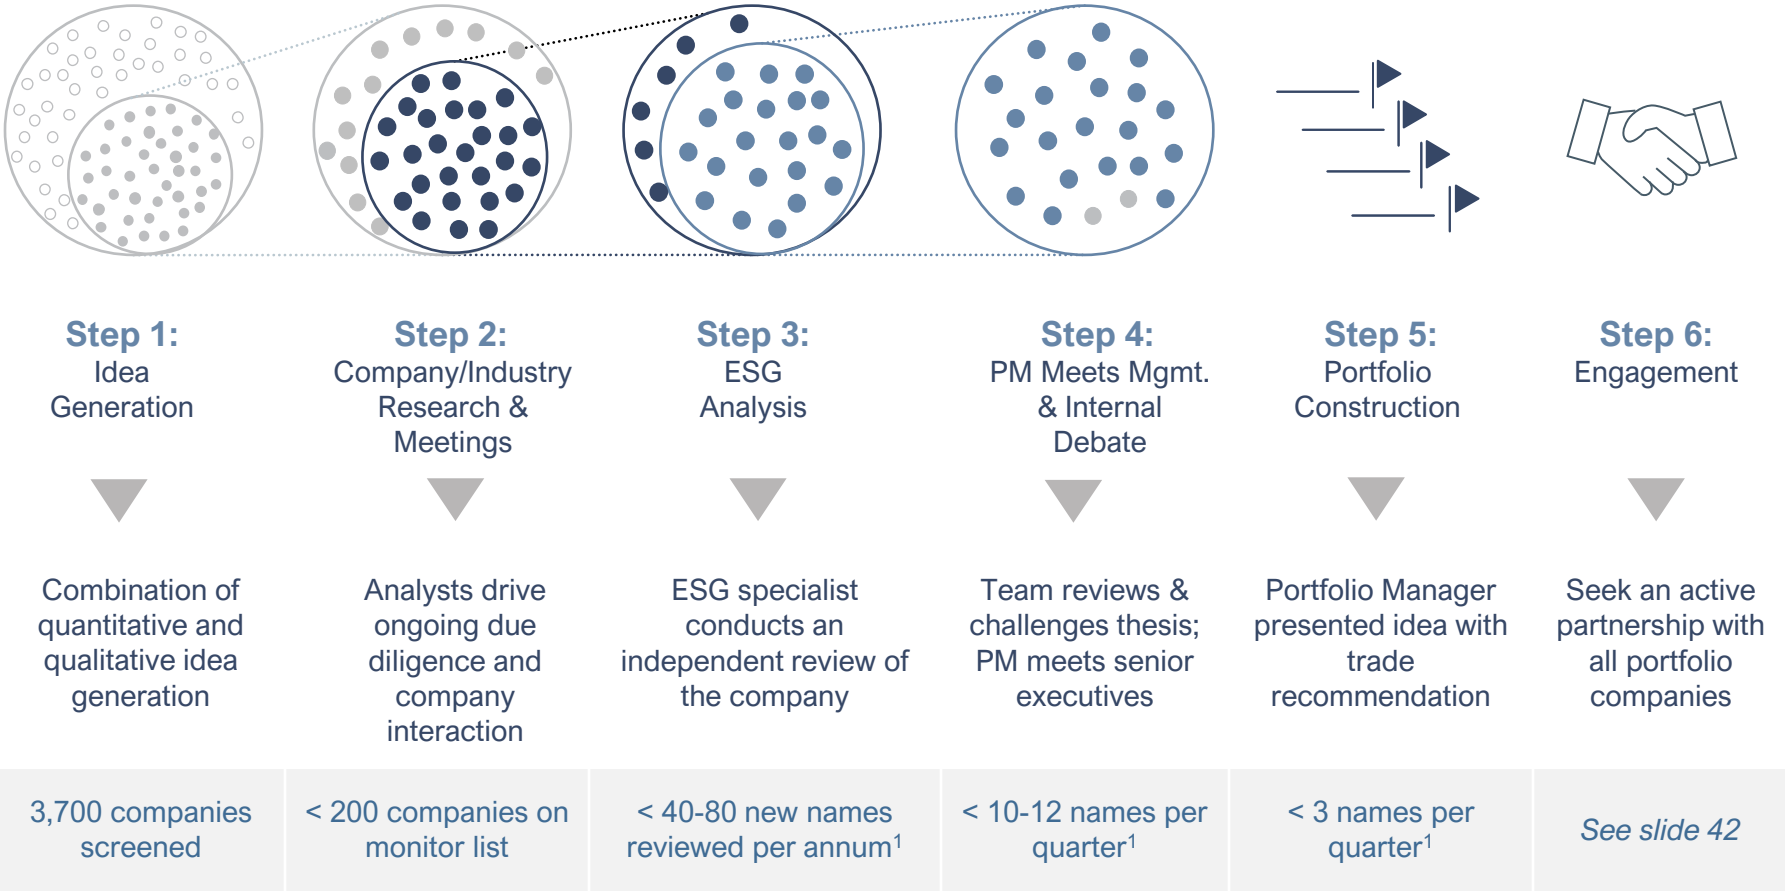 Step 1:
Idea
Generation
Step 2:
Company/Industry
Research &
Meetings
Step 3:
ESG
Analysis
Step 4:
PM Meets Mgmt.
& Internal
Debate
Step 5:
Portfolio
Construction
Step 6:
Engagement
Combination of
quantitative and
qualitative idea
generation
Analysts drive
ongoing due
diligence and
company
interaction
ESG specialist
conducts an
independent review of
the company
Team reviews &
challenges thesis;
PM meets senior
executives
Portfolio Manager
presented idea with
trade
recommendation
Seek an active
partnership with
all portfolio
companies
3,700 companies
screened
< 200 companies on
monitor list
< 40-80 new names
reviewed per annum¹
< 10-12 names per
quarter¹
< 3 names per
quarter¹
See slide 42